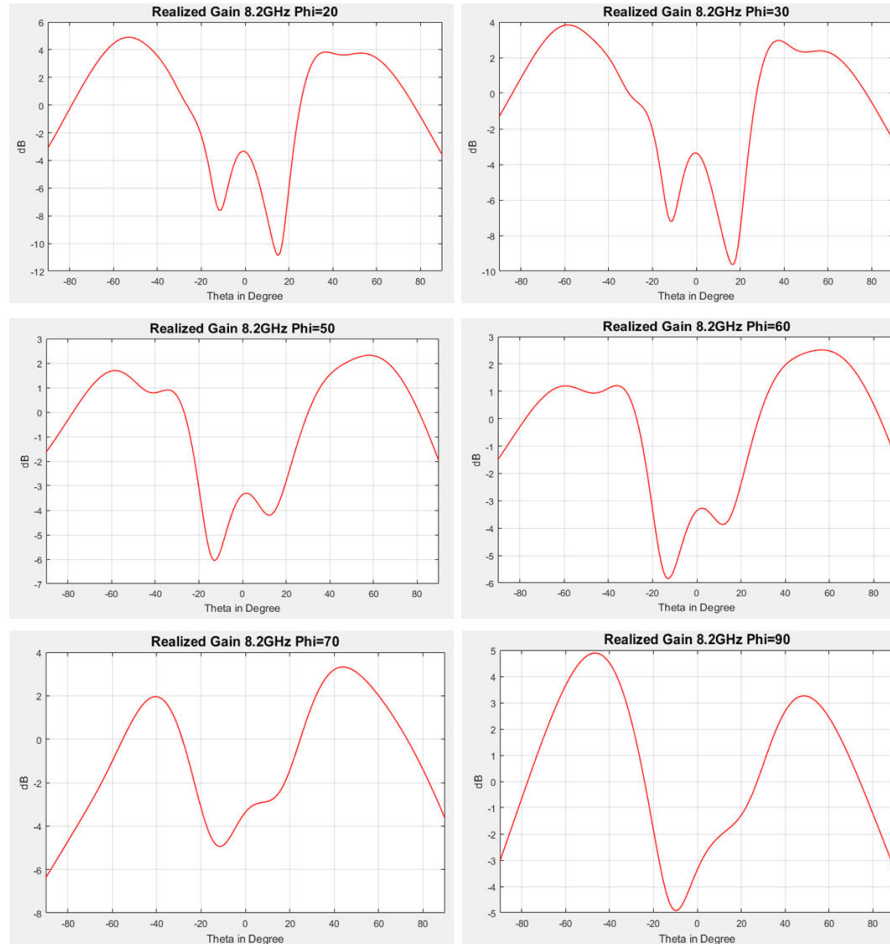 Realized Gain 8.2GHz Phi=20
6
4
2
0
-2
-4
-6
-8
-10
-12
dB
-80 -60 -40 -20 0 20 40 60 80
Theta in Degree
Realized Gain 8.2GHz Phi=30
4
2
0
-2
-4
-6
-8
-10
dB
-80 -60 -40 -20 0 20 40 60 80
Theta in Degree
Realized Gain 8.2GHz Phi=50
3
2
1
0
-1
-2
-3
-4
-5
-6
-7
dB
-80 -60 -40 -20 0 20 40 60 80
Theta in Degree
Realized Gain 8.2GHz Phi=60
3
2
1
0
-1
-2
-3
-4
-5
-6
dB
-80 -60 -40 -20 0 20 40 60 80
Theta in Degree
Realized Gain 8.2GHz Phi=70
4
2
0
-2
-4
-6
-8
dB
-80 -60 -40 -20 0 20 40 60 80
Theta in Degree
Realized Gain 8.2GHz Phi=90
5
4
3
2
1
0
-1
-2
-3
-4
-5
dB
-80 -60 -40 -20 0 20 40 60 80
Theta in Degree